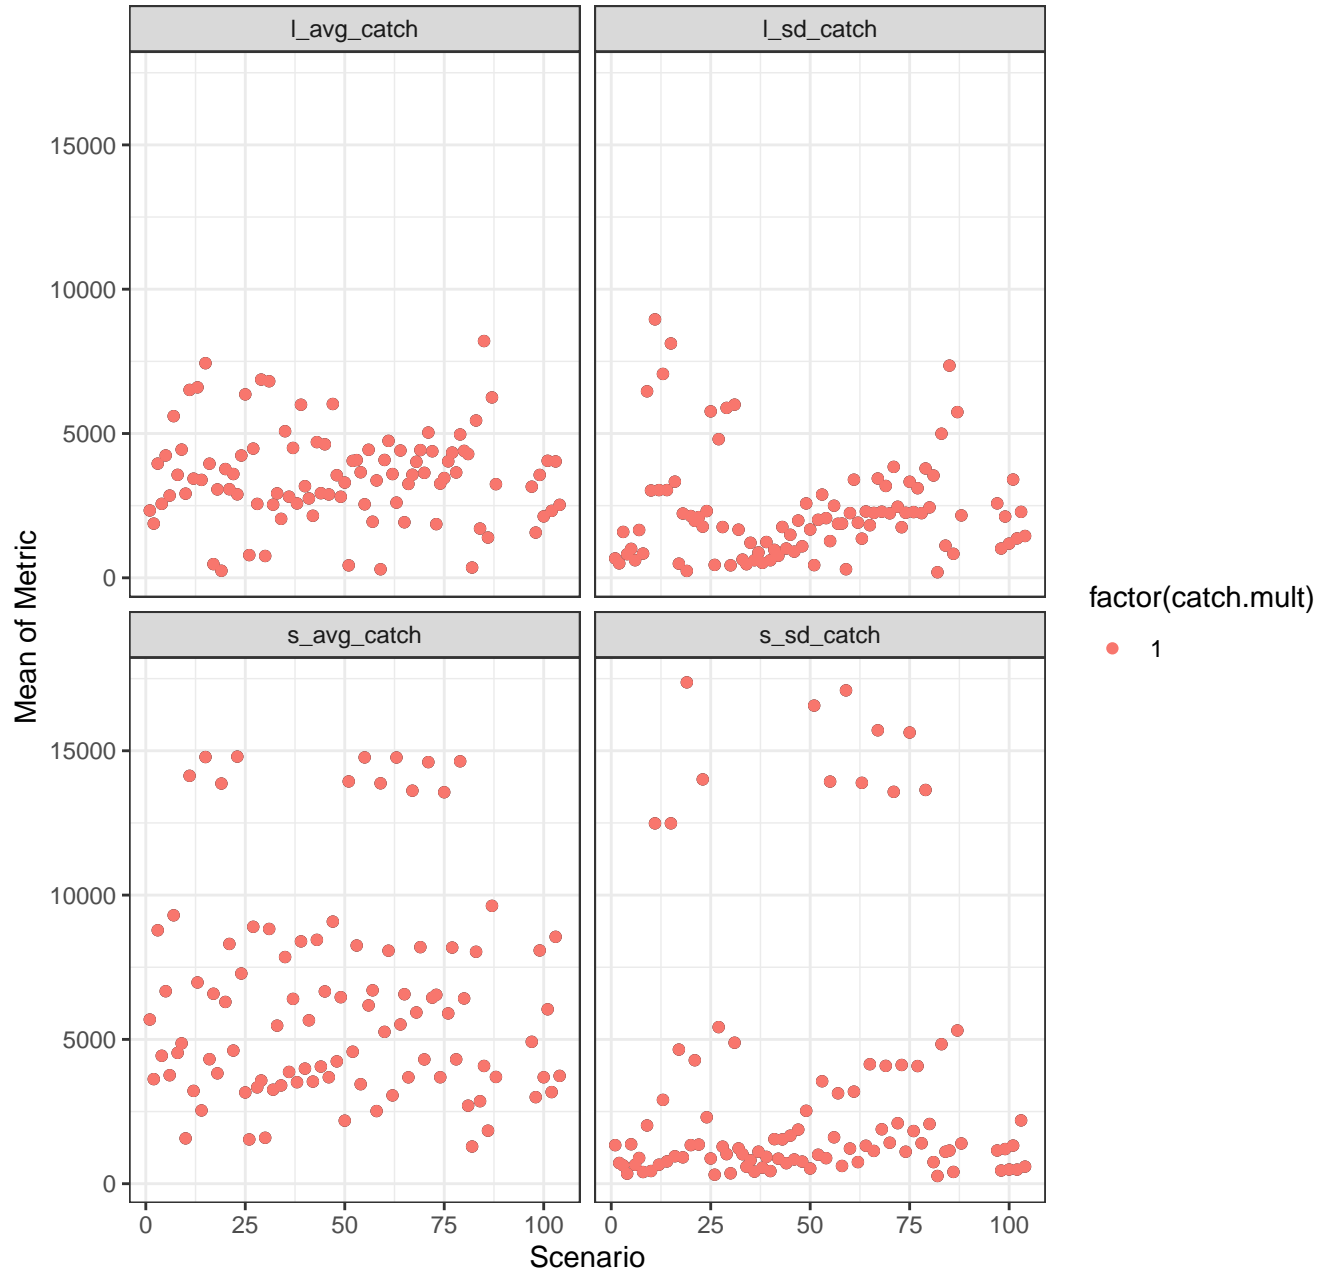 l_avg_catch
l_sd_catch
15000
10000
5000
0
s_avg_catch
s_sd_catch
15000
10000
5000
0
0 25 50 75 100
0 25 50 75 100
Scenario
Mean of Metric
factor(catch.mult)
1